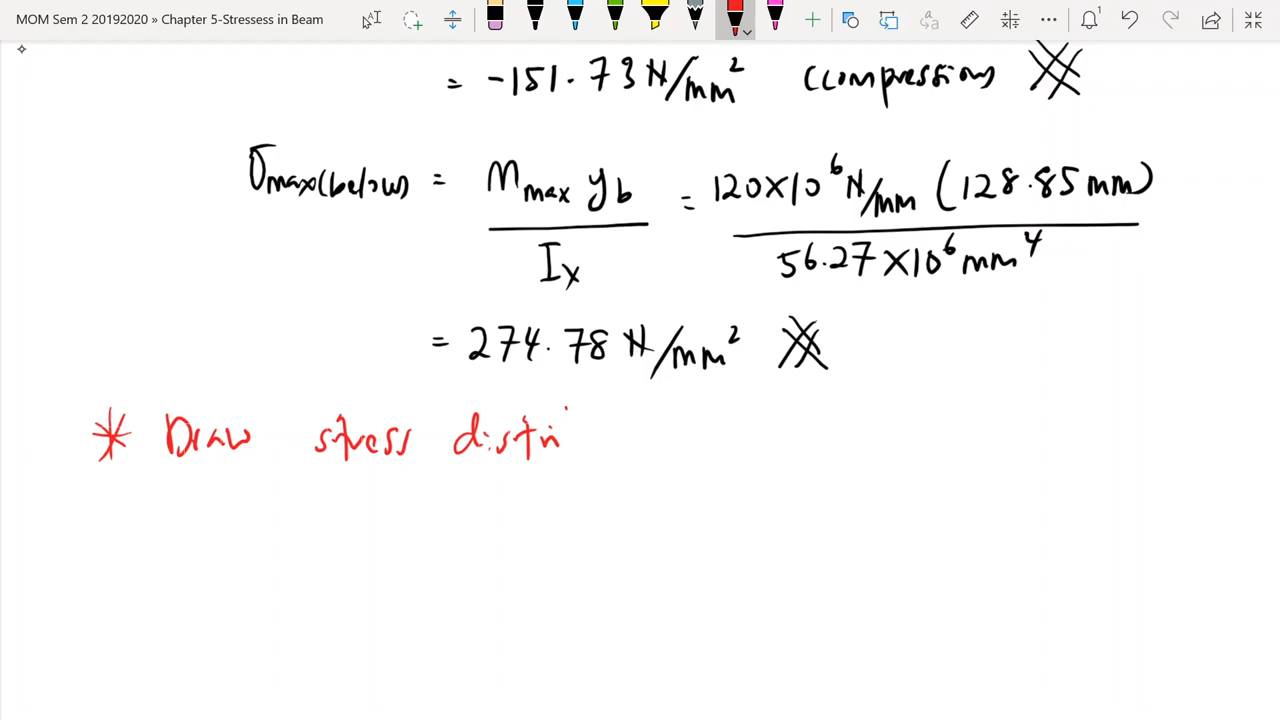 MOM Sem 2 20192020 » Chapter 5-Stressess in Beam
= -151.73 N/mm² (compression)
σmax(below) = Mmax yb / Ix = 120×10⁶ N/mm (128.85 mm) / 56.27×10⁶ mm⁴
= 274.78 N/mm²
* Draw stress distri